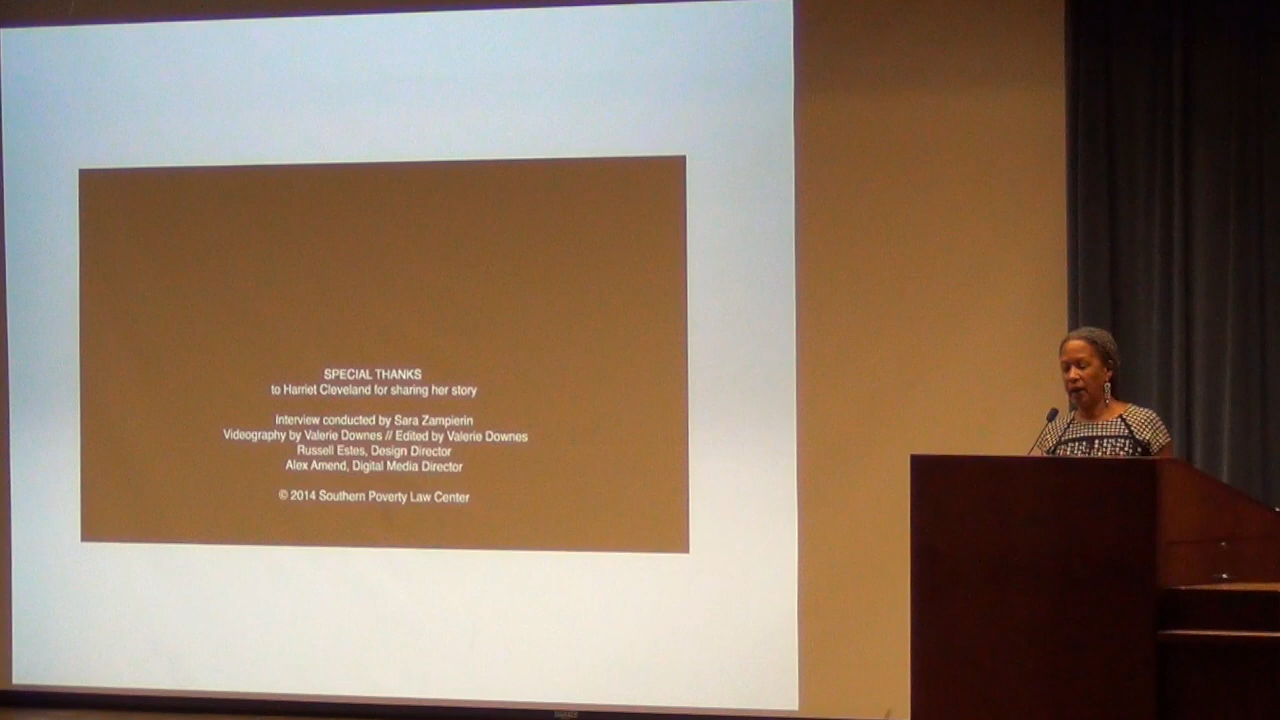 SPECIAL THANKS
to Harriet Cleveland for sharing her story
Interview conducted by Sara Zampierin
Videography by Valerie Downes // Edited by Valerie Downes
Russell Estes, Design Director
Alex Amend, Digital Media Director
© 2014 Southern Poverty Law Center